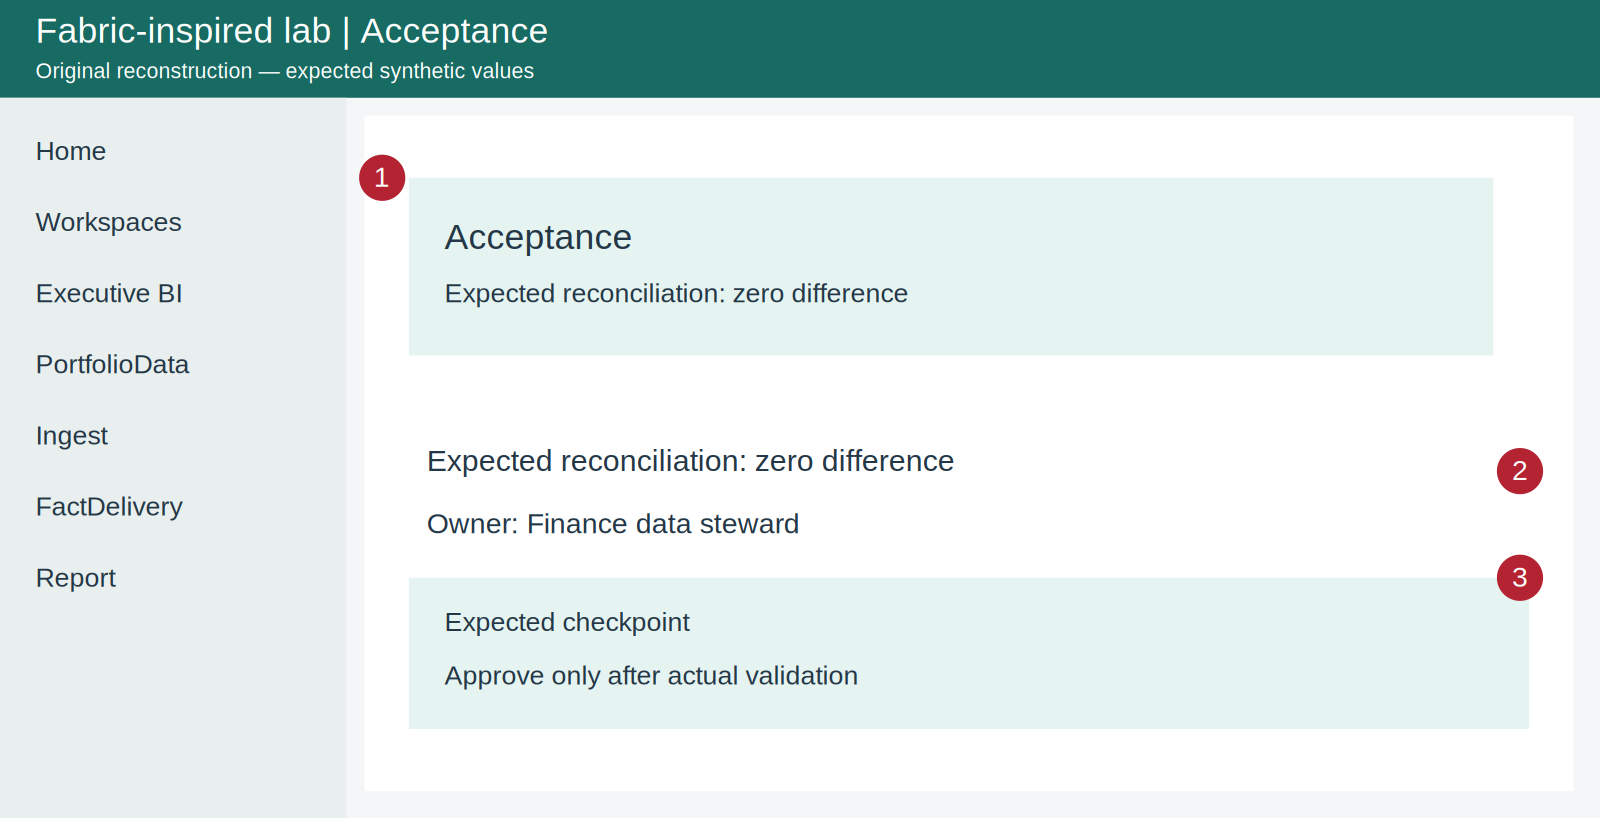 Fabric-inspired lab | Acceptance
Original reconstruction — expected synthetic values
Home
Workspaces
Executive BI
PortfolioData
Ingest
FactDelivery
Report
1
Acceptance
Expected reconciliation: zero difference
Expected reconciliation: zero difference
2
Owner: Finance data steward
3
Expected checkpoint
Approve only after actual validation